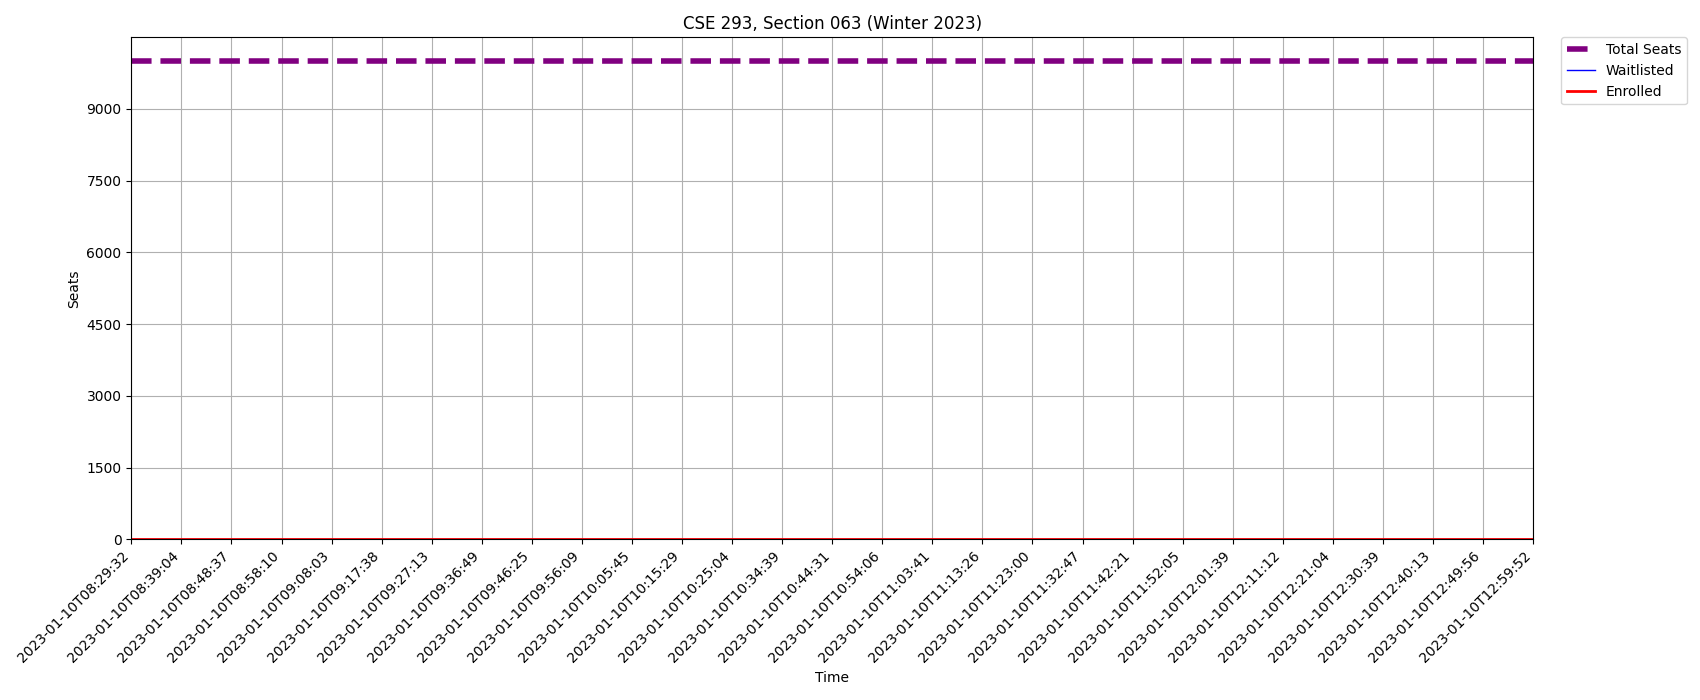 CSE 293, Section 063 (Winter 2023)
Total Seats
Waitlisted
Enrolled
Seats
9000
7500
6000
4500
3000
1500
0
2023-01-10T08:29:32
2023-01-10T08:39:04
2023-01-10T08:48:37
2023-01-10T08:58:10
2023-01-10T09:08:03
2023-01-10T09:17:38
2023-01-10T09:27:13
2023-01-10T09:36:49
2023-01-10T09:46:25
2023-01-10T09:56:09
2023-01-10T10:05:45
2023-01-10T10:15:29
2023-01-10T10:25:04
2023-01-10T10:34:39
2023-01-10T10:44:31
2023-01-10T10:54:06
2023-01-10T11:03:41
2023-01-10T11:13:26
2023-01-10T11:23:00
2023-01-10T11:32:47
2023-01-10T11:42:21
2023-01-10T11:52:05
2023-01-10T12:01:39
2023-01-10T12:11:12
2023-01-10T12:21:04
2023-01-10T12:30:39
2023-01-10T12:40:13
2023-01-10T12:49:56
2023-01-10T12:59:52
Time